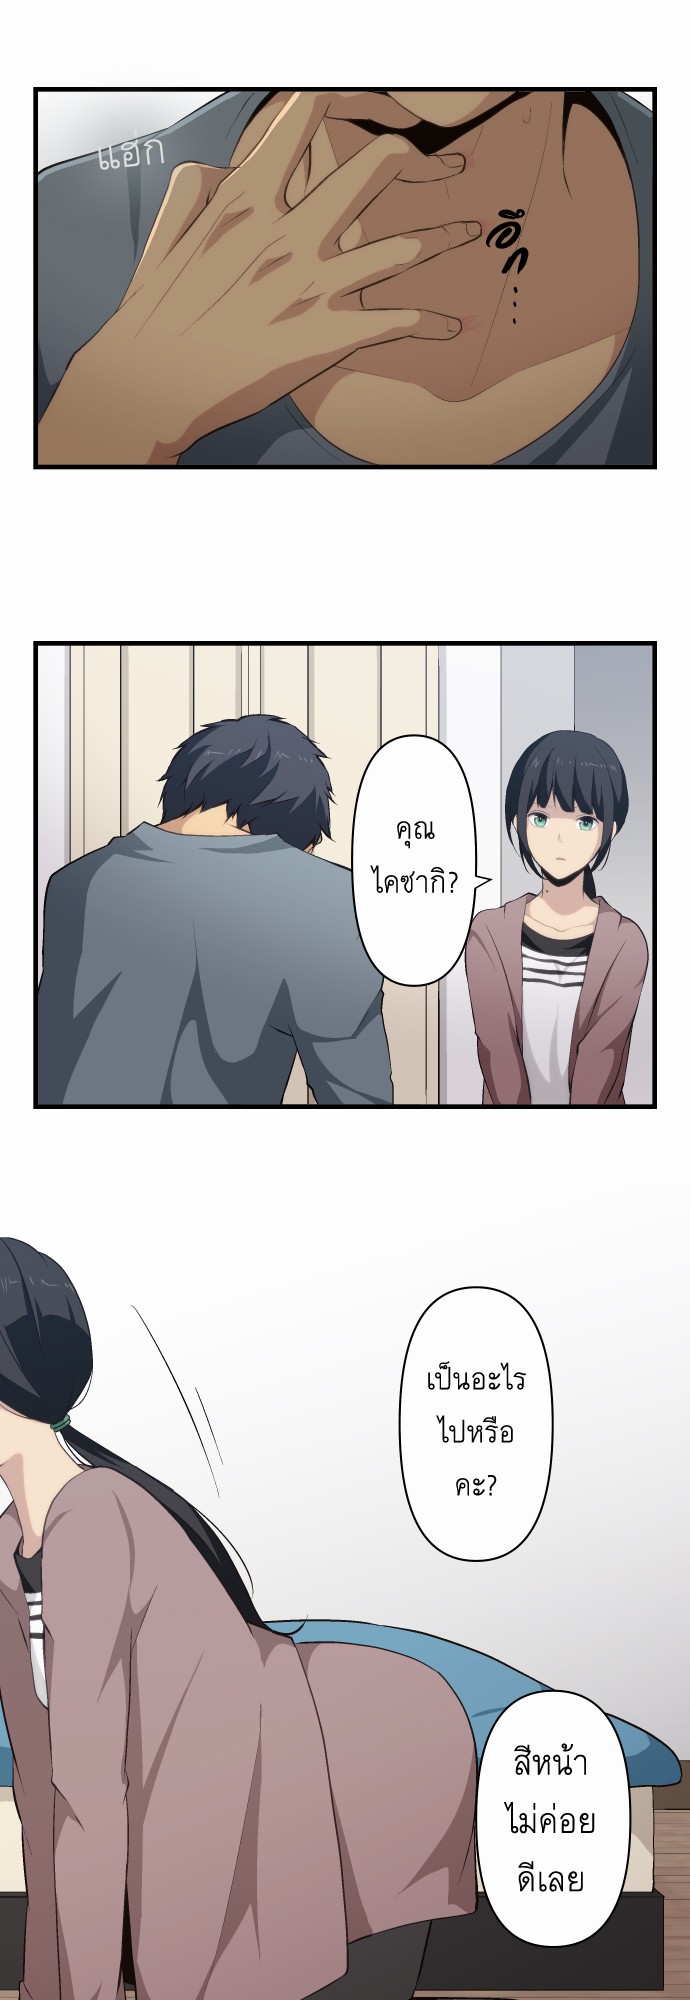 แฮ่ก
อึก...
คุณ
ไคซากิ?
เป็นอะไร
ไปหรือ
คะ?
สีหน้า
ไม่ค่อย
ดีเลย